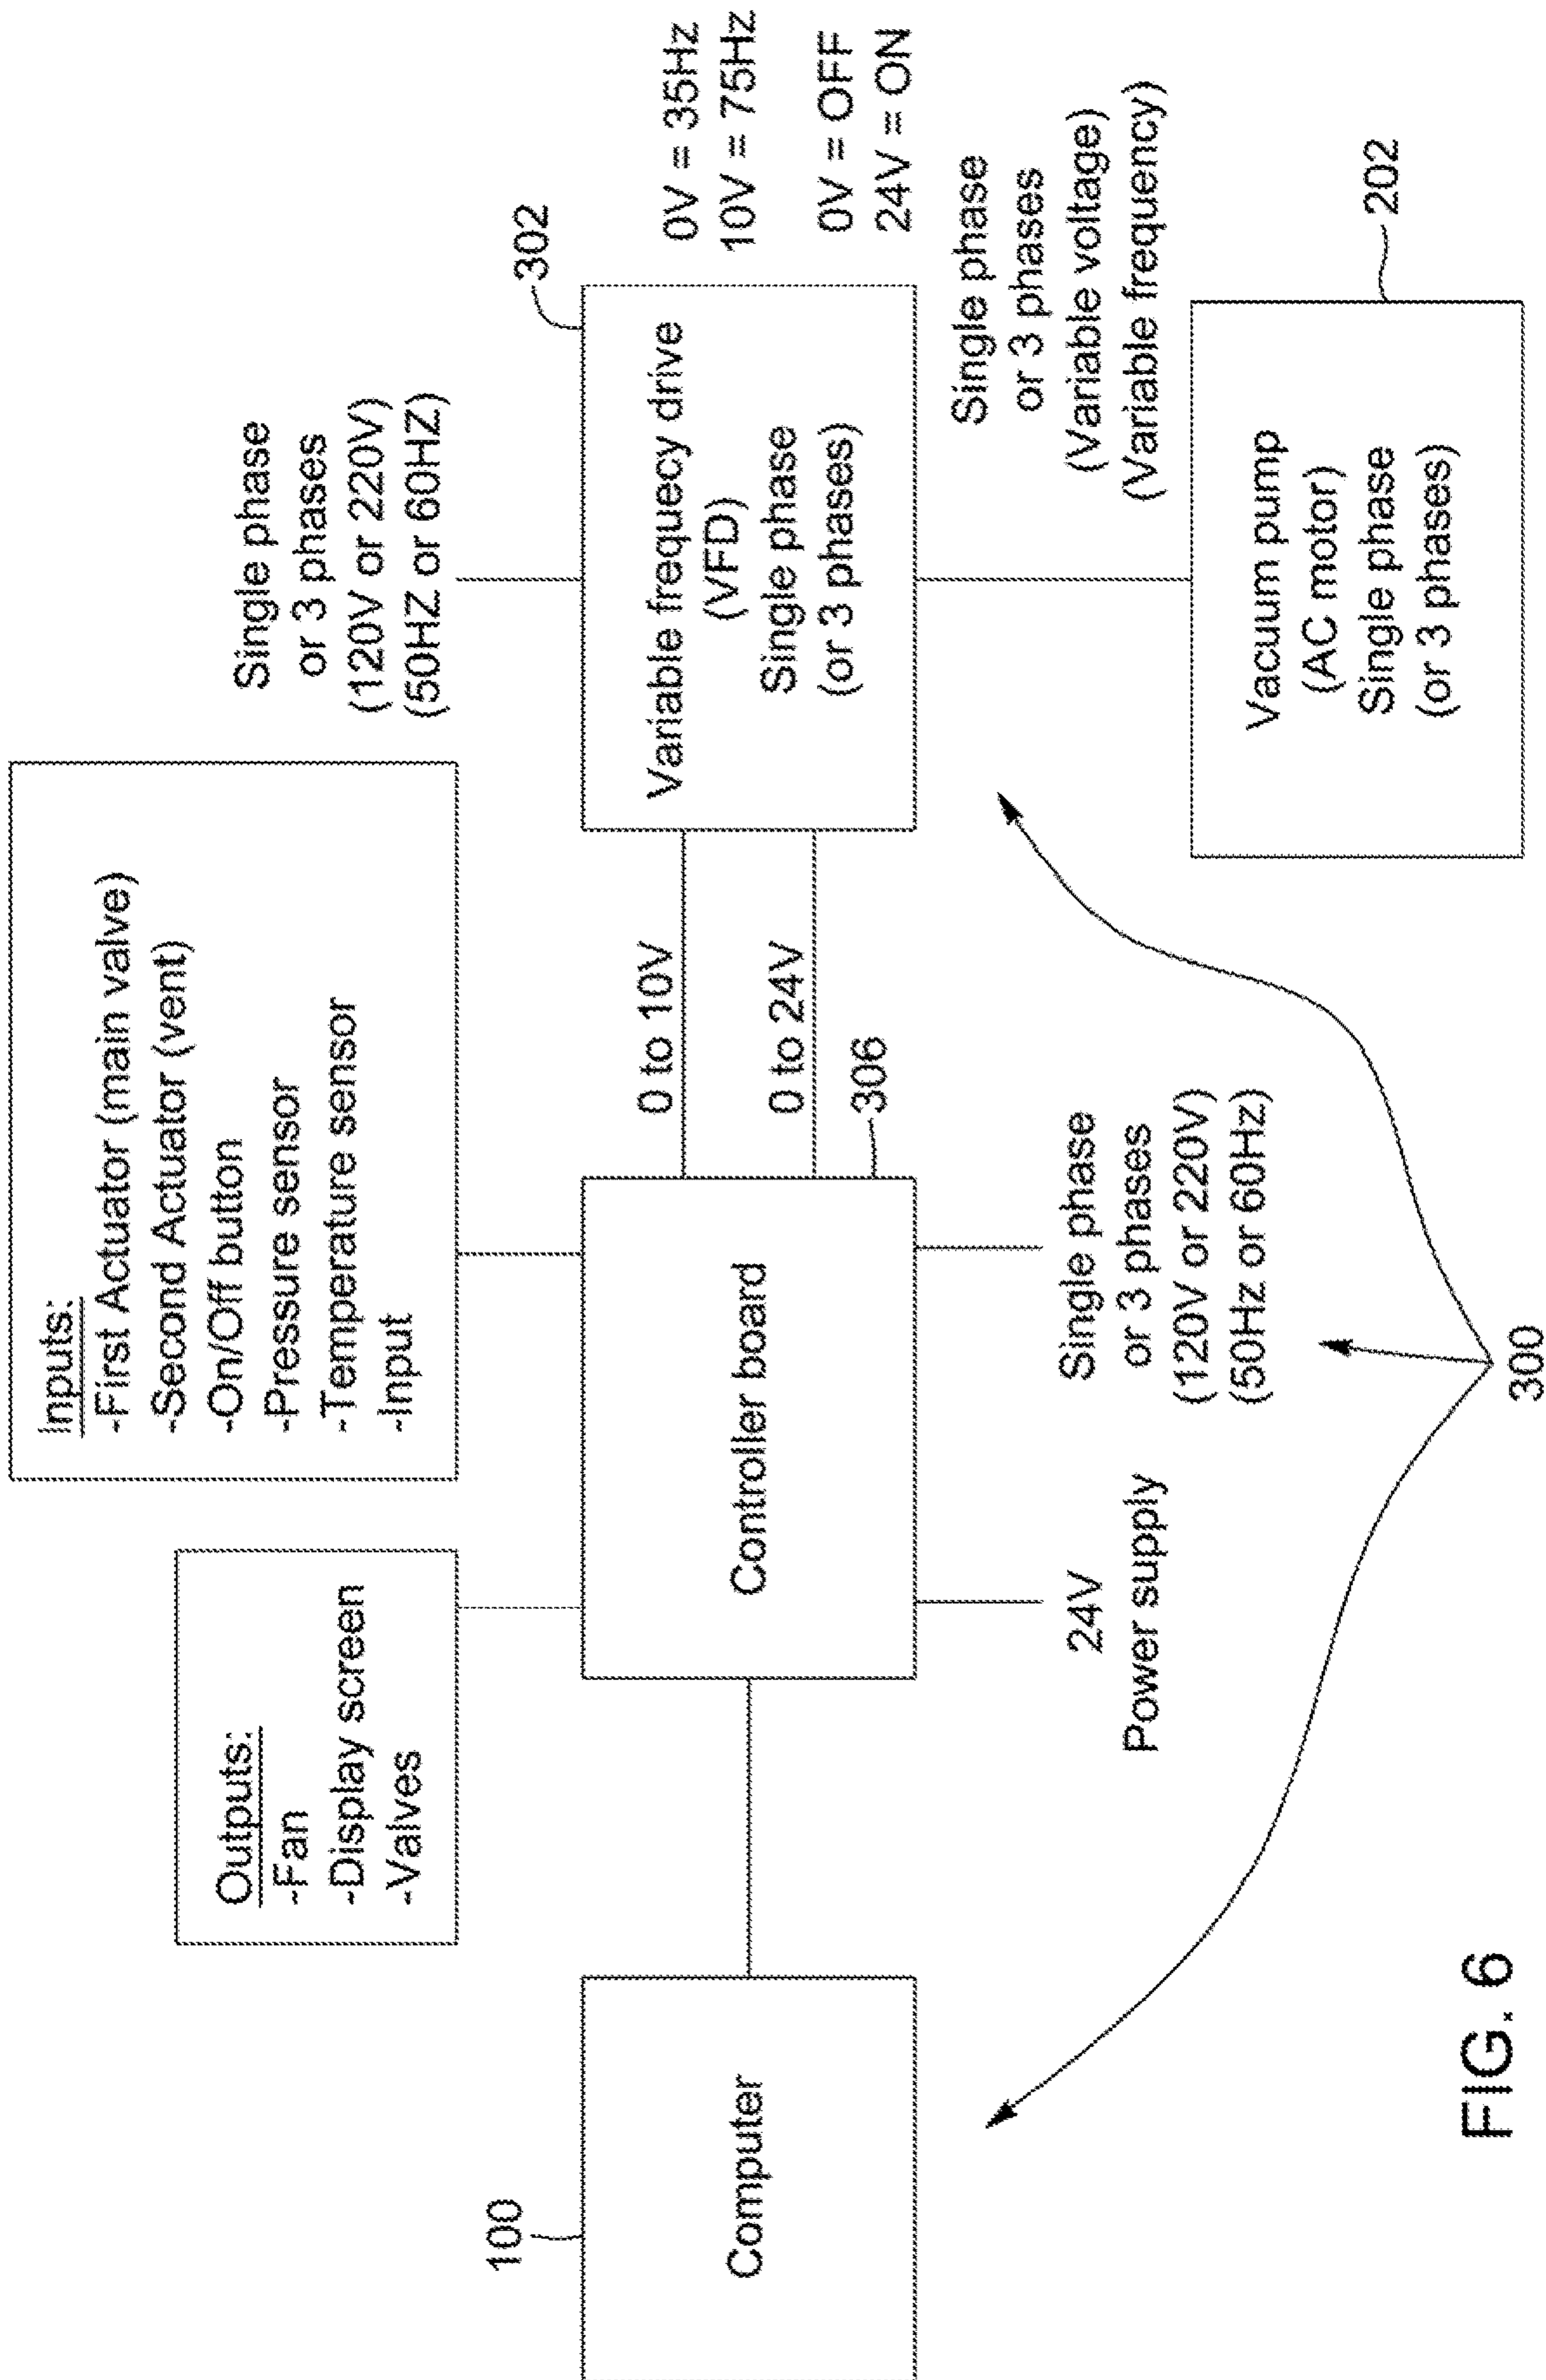 100
Computer
Outputs:
-Fan
-Display screen
-Valves
Inputs:
-First Actuator (main valve)
-Second Actuator (vent)
-On/Off button
-Pressure sensor
-Temperature sensor
-Input
Controller board
306
24V
Power supply
Single phase
or 3 phases
(120V or 220V)
(50Hz or 60Hz)
0 to 10V
0 to 24V
Single phase
or 3 phases
(120V or 220V)
(50HZ or 60HZ)
302
Variable frequecy drive
(VFD)
Single phase
(or 3 phases)
0V = 35Hz
10V = 75Hz
0V = OFF
24V = ON
Single phase
or 3 phases
(Variable voltage)
(Variable frequency)
Vacuum pump
(AC motor)
Single phase
(or 3 phases)
202
300
FIG. 6